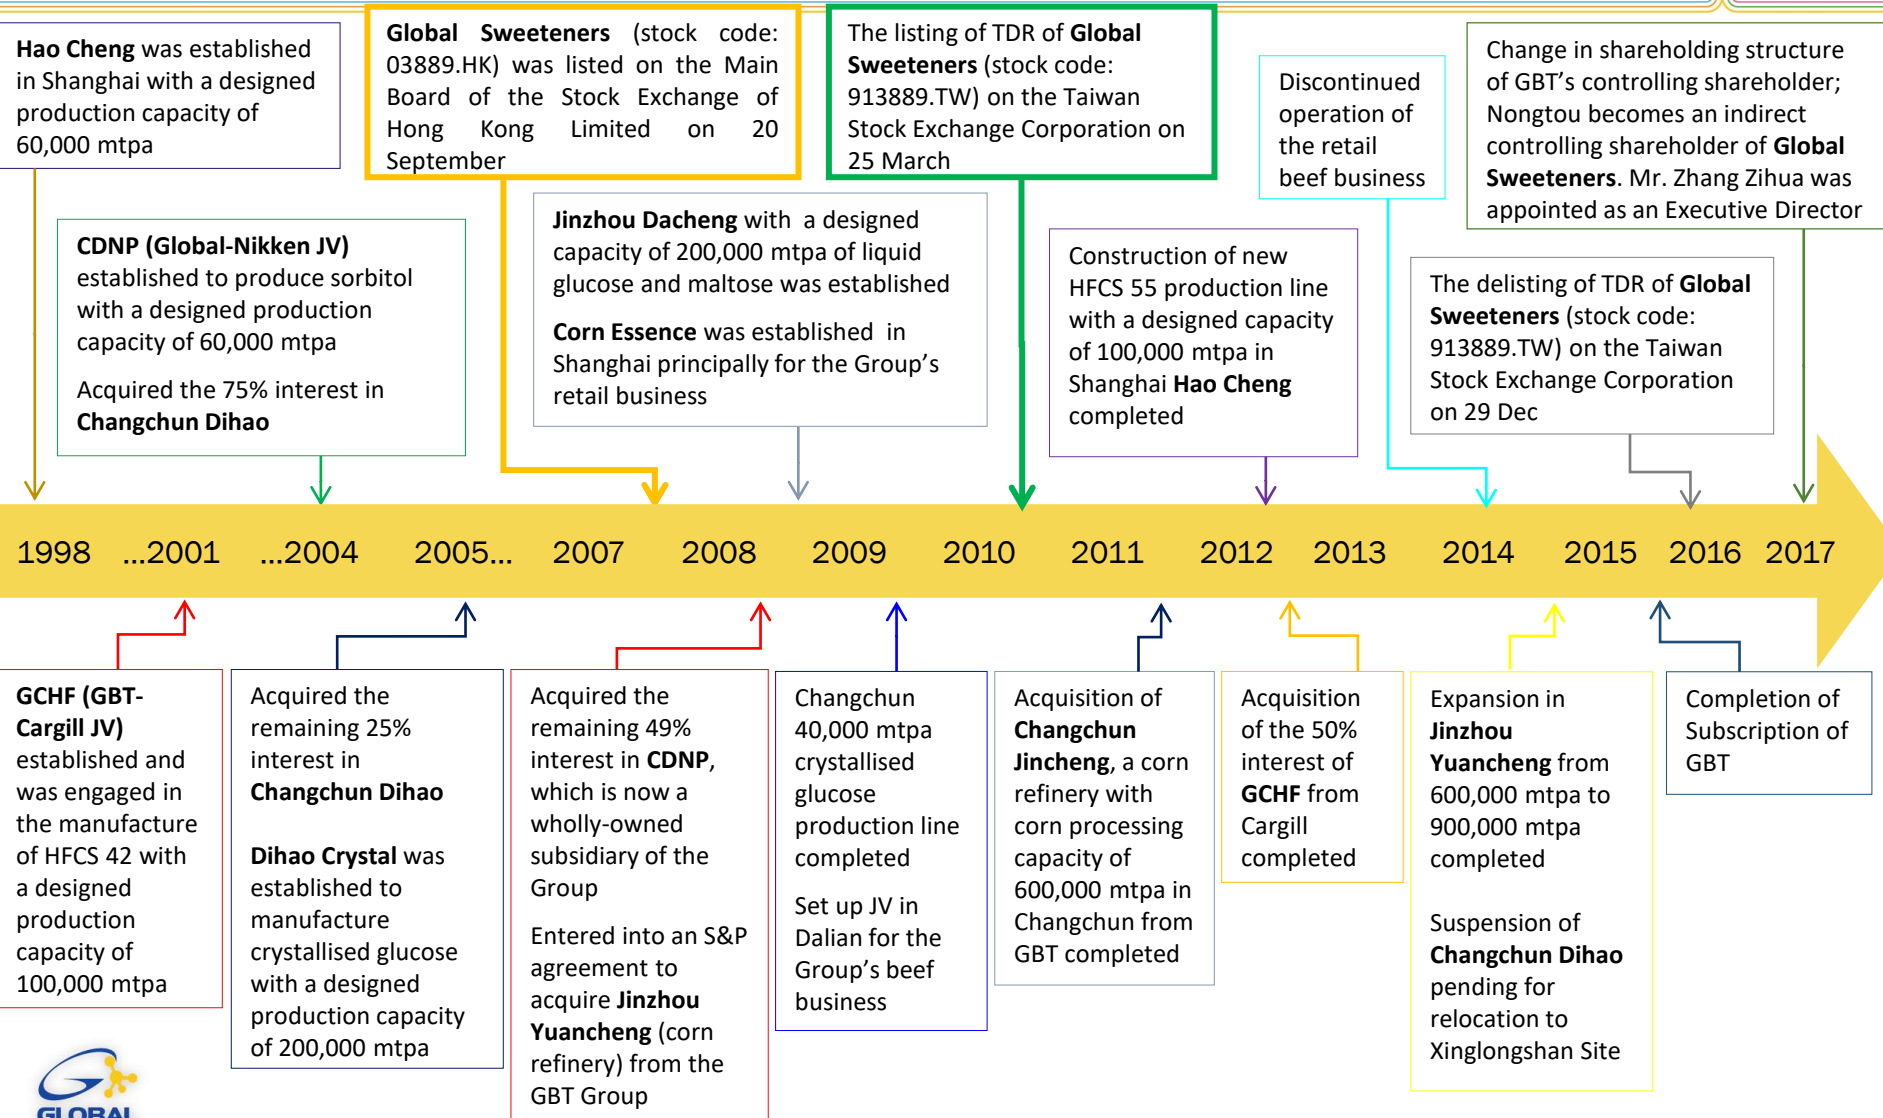 Hao Cheng was established
in Shanghai with a designed
production capacity of
60,000 mtpa
Global Sweeteners (stock code:
03889.HK) was listed on the Main
Board of the Stock Exchange of
Hong Kong Limited on 20
September
The listing of TDR of Global
Sweeteners (stock code:
913889.TW) on the Taiwan
Stock Exchange Corporation on
25 March
Discontinued
operation of
the retail
beef business
Change in shareholding structure
of GBT's controlling shareholder;
Nongtou becomes an indirect
controlling shareholder of Global
Sweeteners. Mr. Zhang Zihua was
appointed as an Executive Director
CDNP (Global-Nikken JV)
established to produce sorbitol
with a designed production
capacity of 60,000 mtpa
Acquired the 75% interest in
Changchun Dihao
Jinzhou Dacheng with a designed
capacity of 200,000 mtpa of liquid
glucose and maltose was established
Corn Essence was established in
Shanghai principally for the Group's
retail business
Construction of new
HFCS 55 production line
with a designed capacity
of 100,000 mtpa in
Shanghai Hao Cheng
completed
The delisting of TDR of Global
Sweeteners (stock code:
913889.TW) on the Taiwan
Stock Exchange Corporation
on 29 Dec
1998 ...2001 ...2004 2005... 2007 2008 2009 2010 2011 2012 2013 2014 2015 2016 2017
GCHF (GBT-
Cargill JV)
established and
was engaged in
the manufacture
of HFCS 42 with
a designed
production
capacity of
100,000 mtpa
Acquired the
remaining 25%
interest in
Changchun Dihao
Dihao Crystal was
established to
manufacture
crystallised glucose
with a designed
production capacity
of 200,000 mtpa
Acquired the
remaining 49%
interest in CDNP,
which is now a
wholly-owned
subsidiary of the
Group
Entered into an S&P
agreement to
acquire Jinzhou
Yuancheng (corn
refinery) from the
GBT Group
Changchun
40,000 mtpa
crystallised
glucose
production line
completed
Set up JV in
Dalian for the
Group's beef
business
Acquisition of
Changchun
Jincheng, a corn
refinery with
corn processing
capacity of
600,000 mtpa in
Changchun from
GBT completed
Acquisition
of the 50%
interest of
GCHF from
Cargill
completed
Expansion in
Jinzhou
Yuancheng from
600,000 mtpa to
900,000 mtpa
completed
Suspension of
Changchun Dihao
pending for
relocation to
Xinglongshan Site
Completion of
Subscription of
GBT
GLOBAL